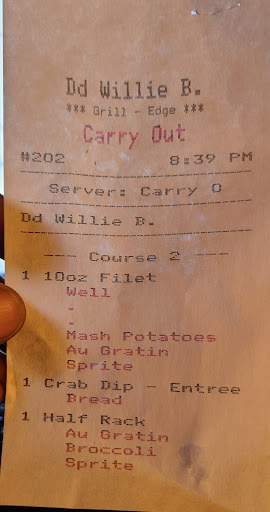 Dd Willie B.
*** Grill - Edge ***
Carry Out
#202 8:39 PM
Server: Carry O
Dd Willie B.
--- Course 2 ---
1 10oz Filet
Well
-
-
Mash Potatoes
Au Gratin
Sprite
1 Crab Dip - Entree
Bread
1 Half Rack
Au Gratin
Broccoli
Sprite